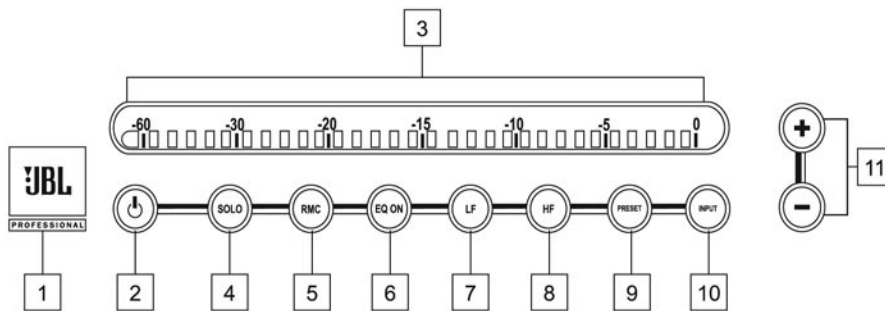 3
-60 -30 -20 -15 -10 -5 0
+
JBL
PROFESSIONAL
SOLO RMC EQ ON LF HF PRESET INPUT
−
11
1 2 4 5 6 7 8 9 10